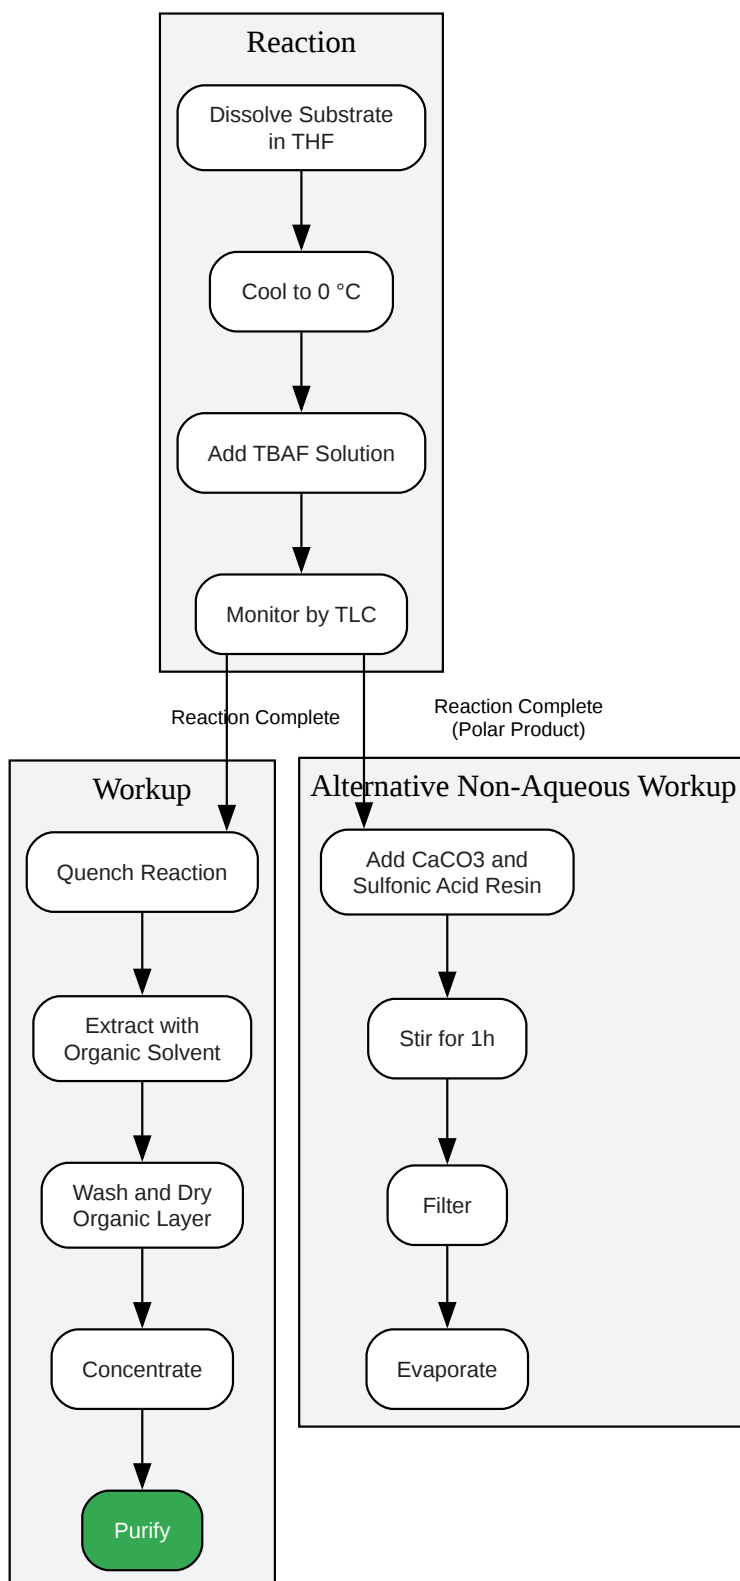 Reaction
Dissolve Substrate
in THF
Cool to 0 °C
Add TBAF Solution
Monitor by TLC
Reaction Complete
Reaction Complete
(Polar Product)
Workup
Quench Reaction
Extract with
Organic Solvent
Wash and Dry
Organic Layer
Concentrate
Purify
Alternative Non-Aqueous Workup
Add CaCO3 and
Sulfonic Acid Resin
Stir for 1h
Filter
Evaporate